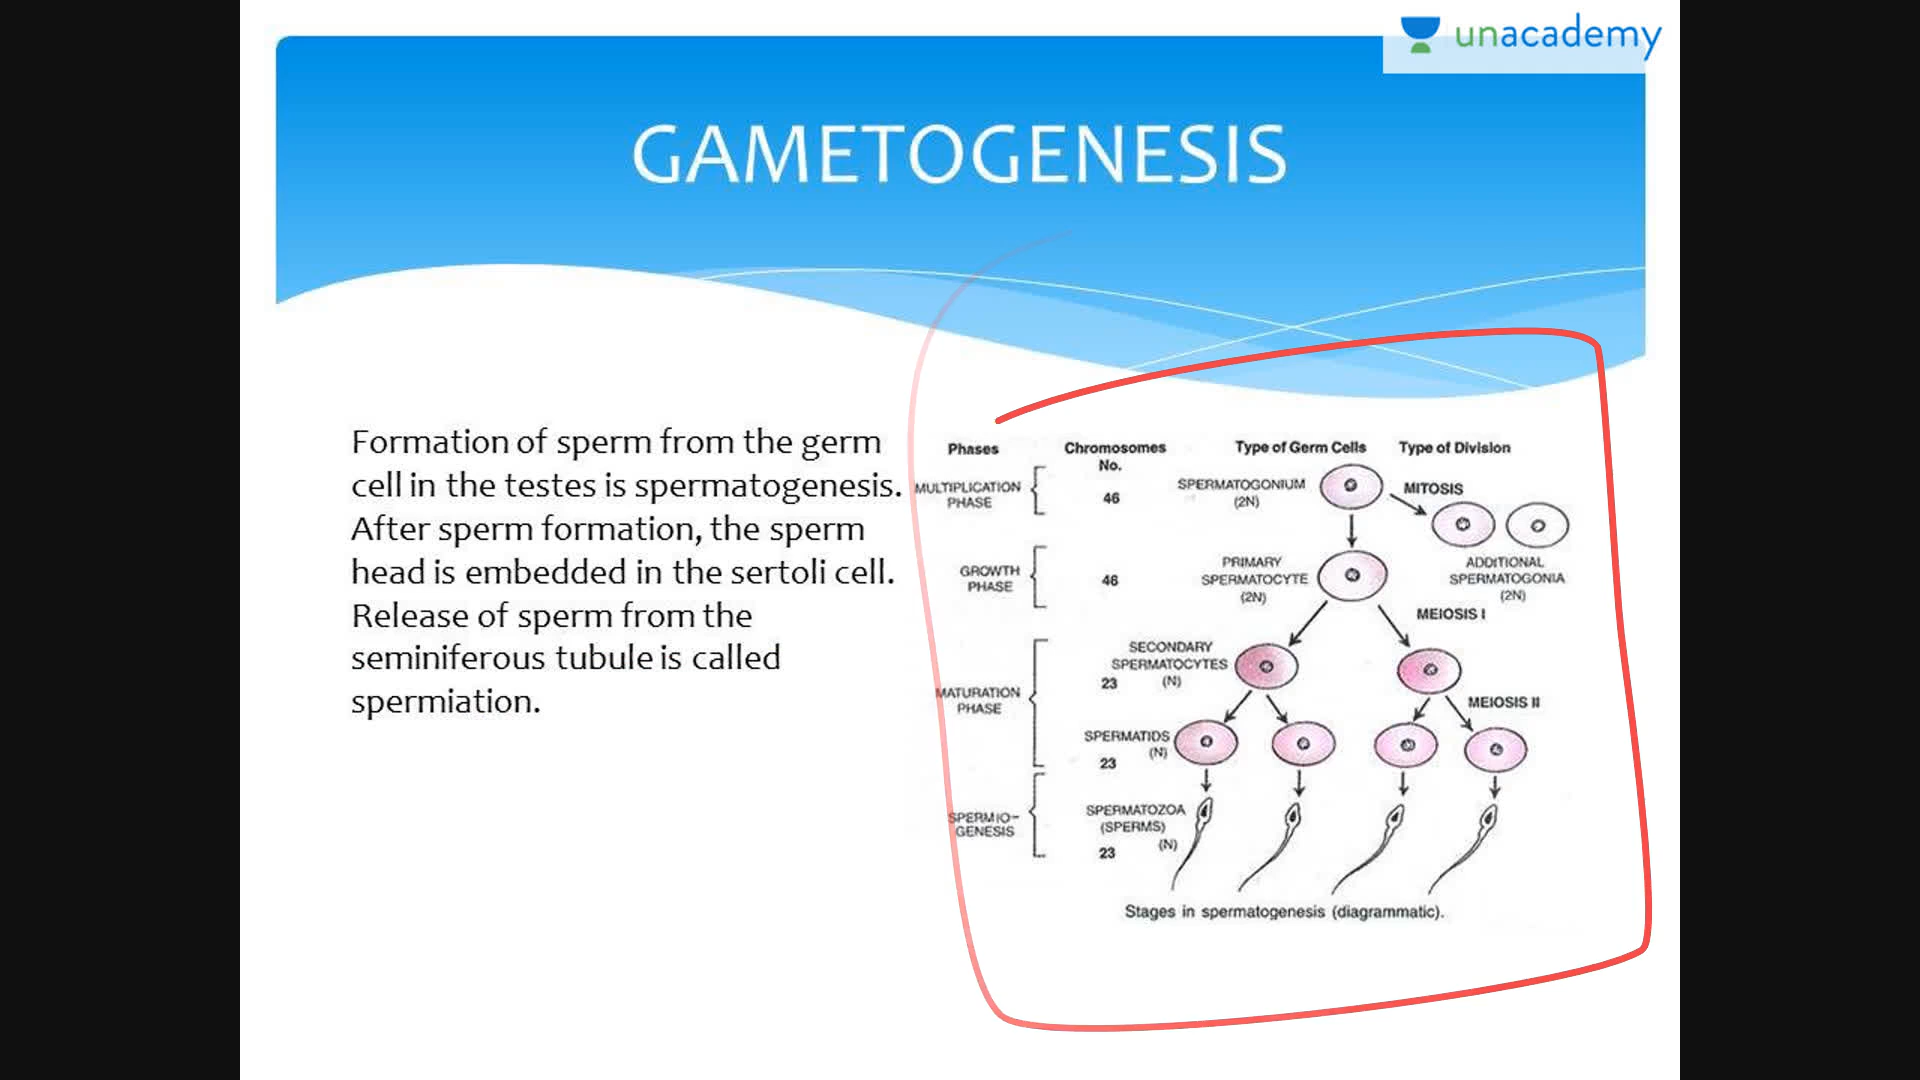 unacademy
GAMETOGENESIS
Formation of sperm from the germ
cell in the testes is spermatogenesis.
After sperm formation, the sperm
head is embedded in the sertoli cell.
Release of sperm from the
seminiferous tubule is called
spermiation.
Phases
Chromosomes
No.
Type of Germ Cells
Type of Division
MULTIPLICATION
PHASE
46
SPERMATOGONIUM
(2N)
MITOSIS
GROWTH
PHASE
46
PRIMARY
SPERMATOCYTE
(2N)
ADDITIONAL
SPERMATOGONIA
(2N)
MEIOSIS I
MATURATION
PHASE
SECONDARY
SPERMATOCYTES
23 (N)
MEIOSIS II
SPERMATIDS
(N)
23
SPERMIO-
GENESIS
SPERMATOZOA
(SPERMS)
(N)
23
Stages in spermatogenesis (diagrammatic).